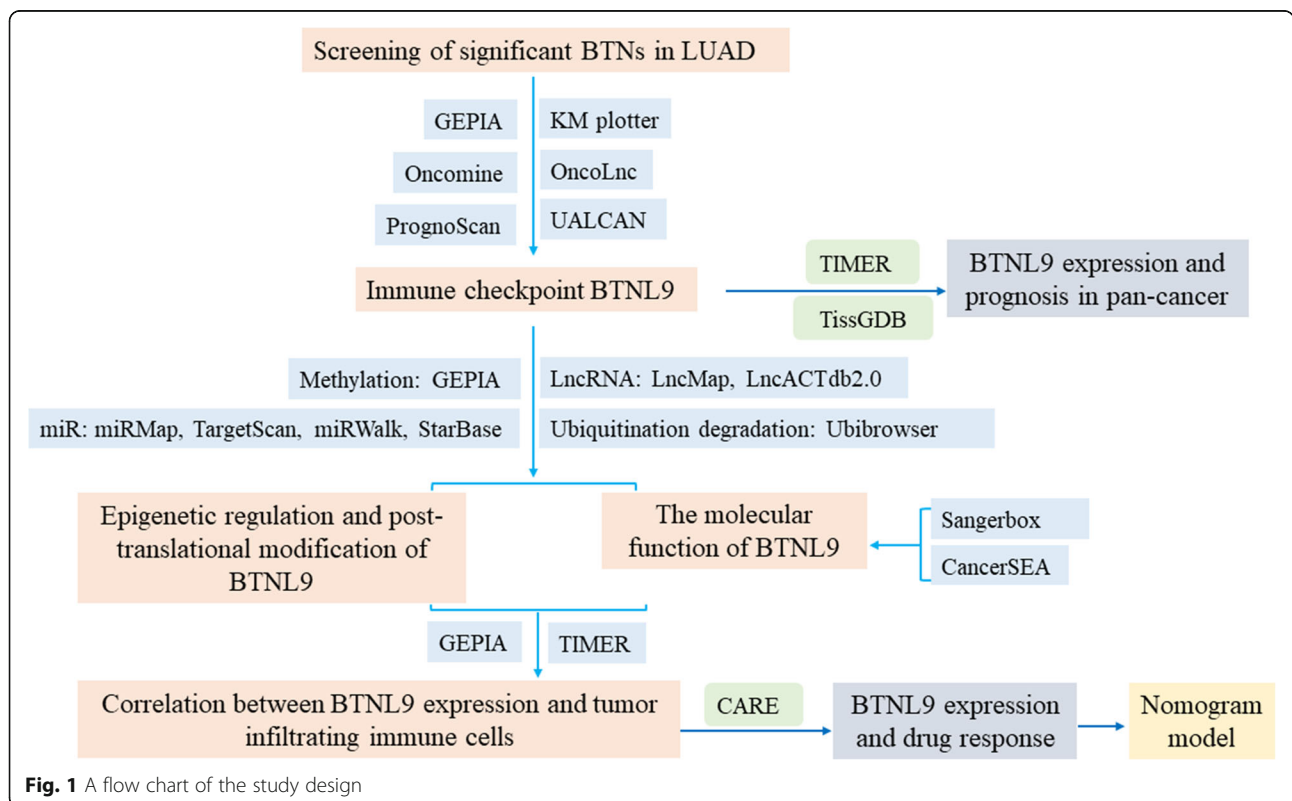 Screening of significant BTNs in LUAD
GEPIA
KM plotter
Oncomine
OncoLnc
PrognoScan
UALCAN
Immune checkpoint BTNL9
TIMER
TissGDB
BTNL9 expression and
prognosis in pan-cancer
Methylation: GEPIA
LncRNA: LncMap, LncACTdb2.0
miR: miRMap, TargetScan, miRWalk, StarBase
Ubiquitination degradation: Ubibrowser
Epigenetic regulation and post-
translational modification of
BTNL9
The molecular
function of BTNL9
Sangerbox
CancerSEA
GEPIA
TIMER
Correlation between BTNL9 expression and tumor
infiltrating immune cells
CARE
BTNL9 expression
and drug response
Nomogram
model
Fig. 1 A flow chart of the study design